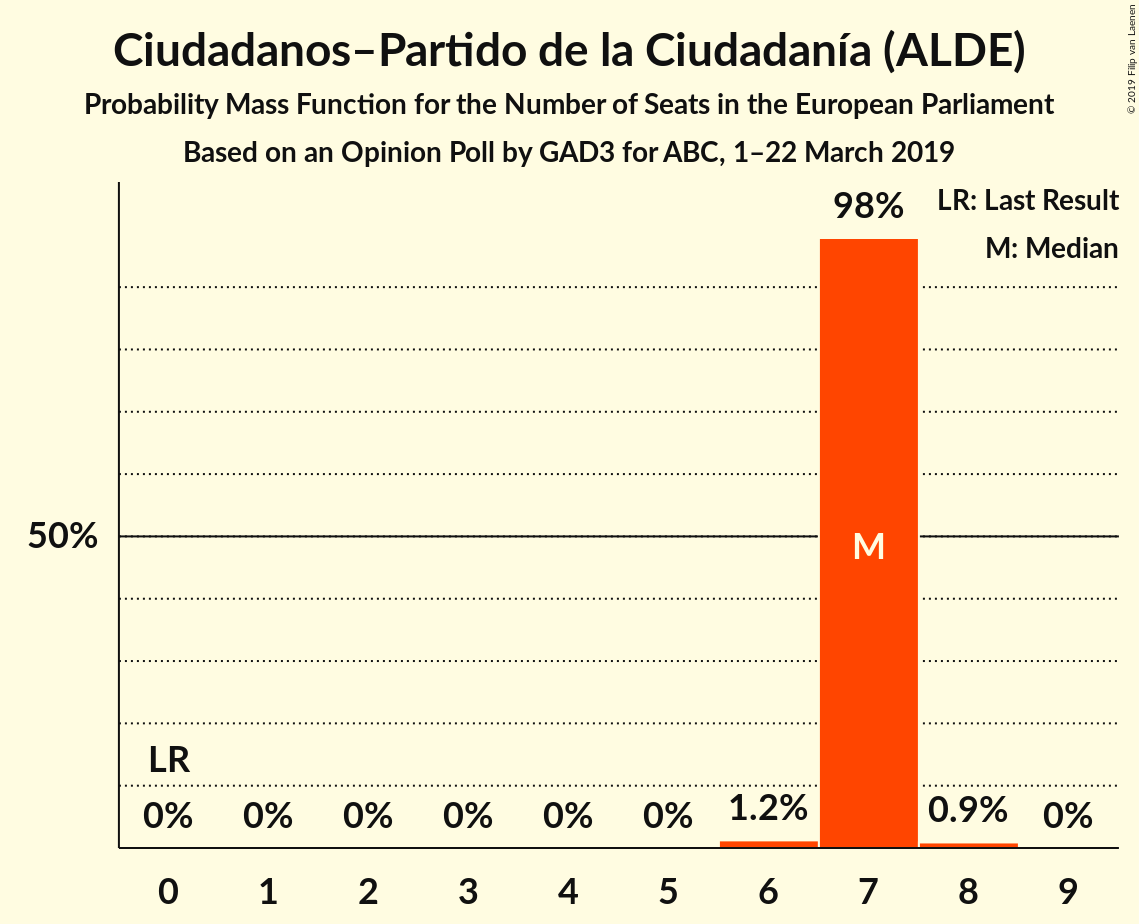 Ciudadanos–Partido de la Ciudadanía (ALDE)
Probability Mass Function for the Number of Seats in the European Parliament
Based on an Opinion Poll by GAD3 for ABC, 1–22 March 2019
© 2019 Filip van Laenen
LR: Last Result
M: Median
98%
50%
M
LR
0% 0% 0% 0% 0% 0% 1.2% 0.9% 0%
0 1 2 3 4 5 6 7 8 9